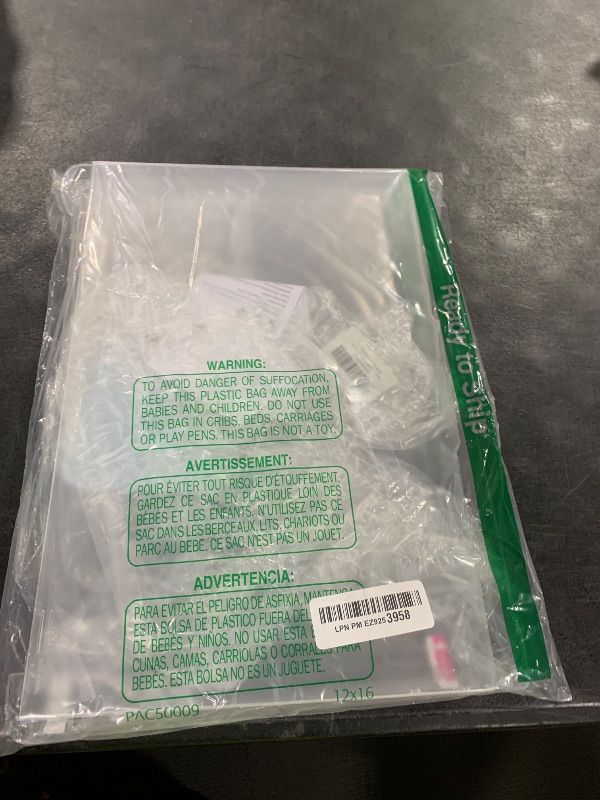 Ready to Ship
WARNING:
TO AVOID DANGER OF SUFFOCATION,
KEEP THIS PLASTIC BAG AWAY FROM
BABIES AND CHILDREN. DO NOT USE
THIS BAG IN CRIBS, BEDS, CARRIAGES
OR PLAY PENS. THIS BAG IS NOT A TOY.
AVERTISSEMENT:
POUR ÉVITER TOUT RISQUE D'ÉTOUFFEMENT,
GARDEZ CE SAC EN PLASTIQUE LOIN DES
BÉBÉS ET LES ENFANTS. N'UTILISEZ PAS CE
SAC DANS LES BERCEAUX, LITS, CHARIOTS OU
PARC AU BEBE. CE SAC N'EST PAS UN JOUET.
ADVERTENCIA:
PARA EVITAR EL PELIGRO DE ASFIXIA, MANTENGA
ESTA BOLSA DE PLASTICO FUERA DEL
DE BEBÉS Y NIÑOS. NO USAR ESTA
CUNAS, CAMAS, CARRIOLAS O CORRALES PARA
BEBÉS. ESTA BOLSA NO ES UN JUGUETE.
LPN PM EZ9253958
PAC50009 12x16